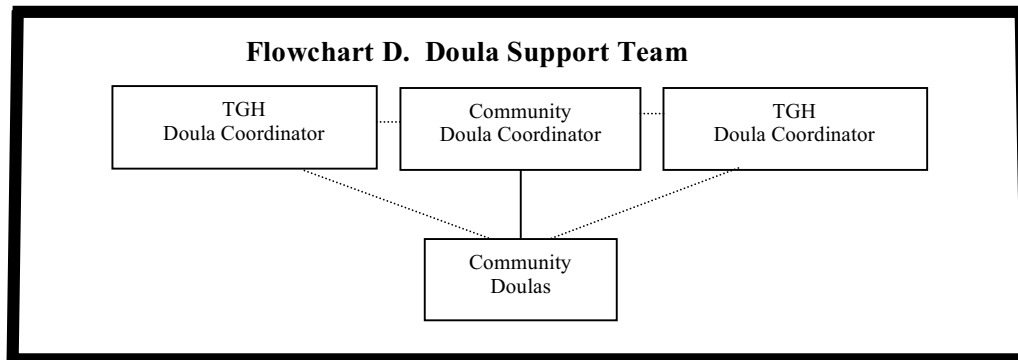 Flowchart D.  Doula Support Team
TGH
Doula Coordinator
Community
Doula Coordinator
TGH
Doula Coordinator
Community
Doulas